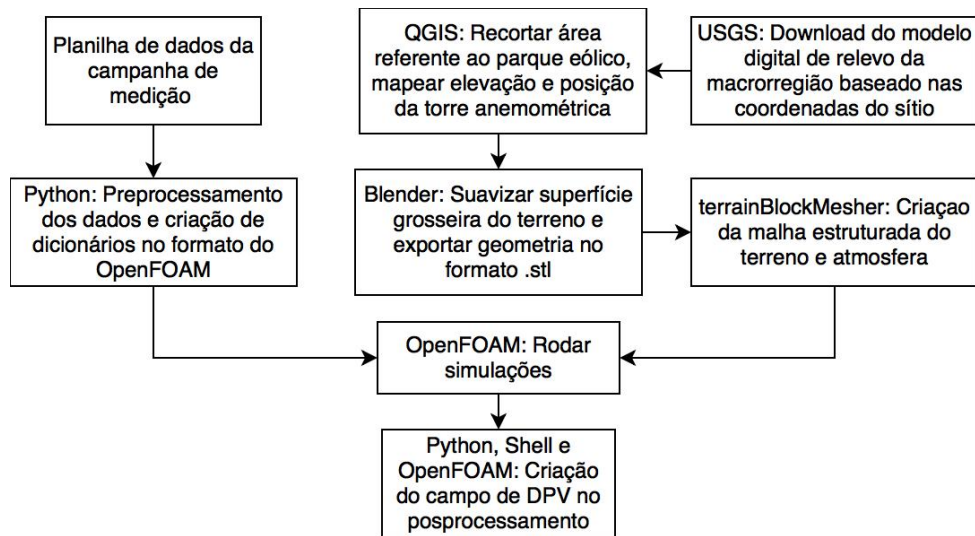 Planilha de dados da
campanha de
medição
QGIS: Recortar área
referente ao parque eólico,
mapear elevação e posição
da torre anemométrica
USGS: Download do modelo
digital de relevo da
macrorregião baseado nas
coordenadas do sítio
Python: Preprocessamento
dos dados e criação de
dicionários no formato do
OpenFOAM
Blender: Suavizar superfície
grosseira do terreno e
exportar geometria no
formato .stl
terrainBlockMesher: Criaçao
da malha estruturada do
terreno e atmosfera
OpenFOAM: Rodar
simulações
Python, Shell e
OpenFOAM: Criação
do campo de DPV no
posprocessamento